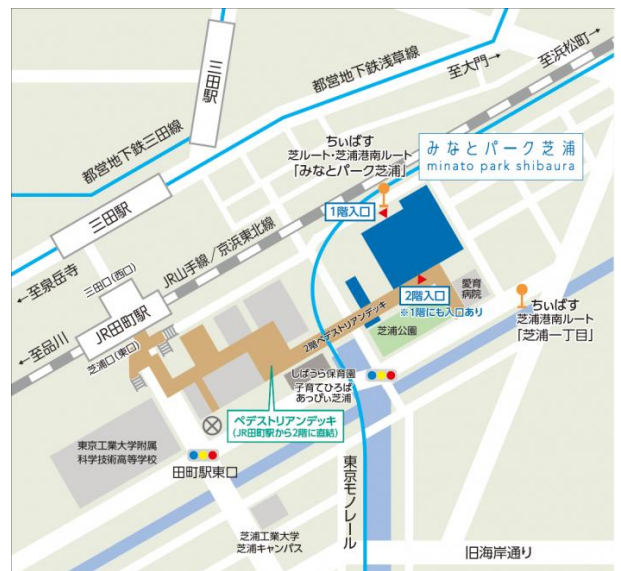 三田駅
都営地下鉄浅草線
至大門→
至浜松町→
都営地下鉄三田線
ちぃばす
芝ルート・芝浦港南ルート
「みなとパーク芝浦」
みなとパーク芝浦
minato park shibaura
1階入口
三田駅
JR山手線/京浜東北線
←至泉岳寺
三田口(西口)
JR田町駅
←至品川
芝浦口(東口)
2階入口
※1階にも入口あり
愛育
病院
ちぃばす
芝浦港南ルート
「芝浦一丁目」
2階ペデストリアンデッキ
芝浦公園
しばうら保育園
子育てひろば
あっぴぃ芝浦
ペデストリアンデッキ
(JR田町駅から2階に直結)
東京工業大学附属
科学技術高等学校
田町駅東口
東京モノレール
芝浦工業大学
芝浦キャンパス
旧海岸通り